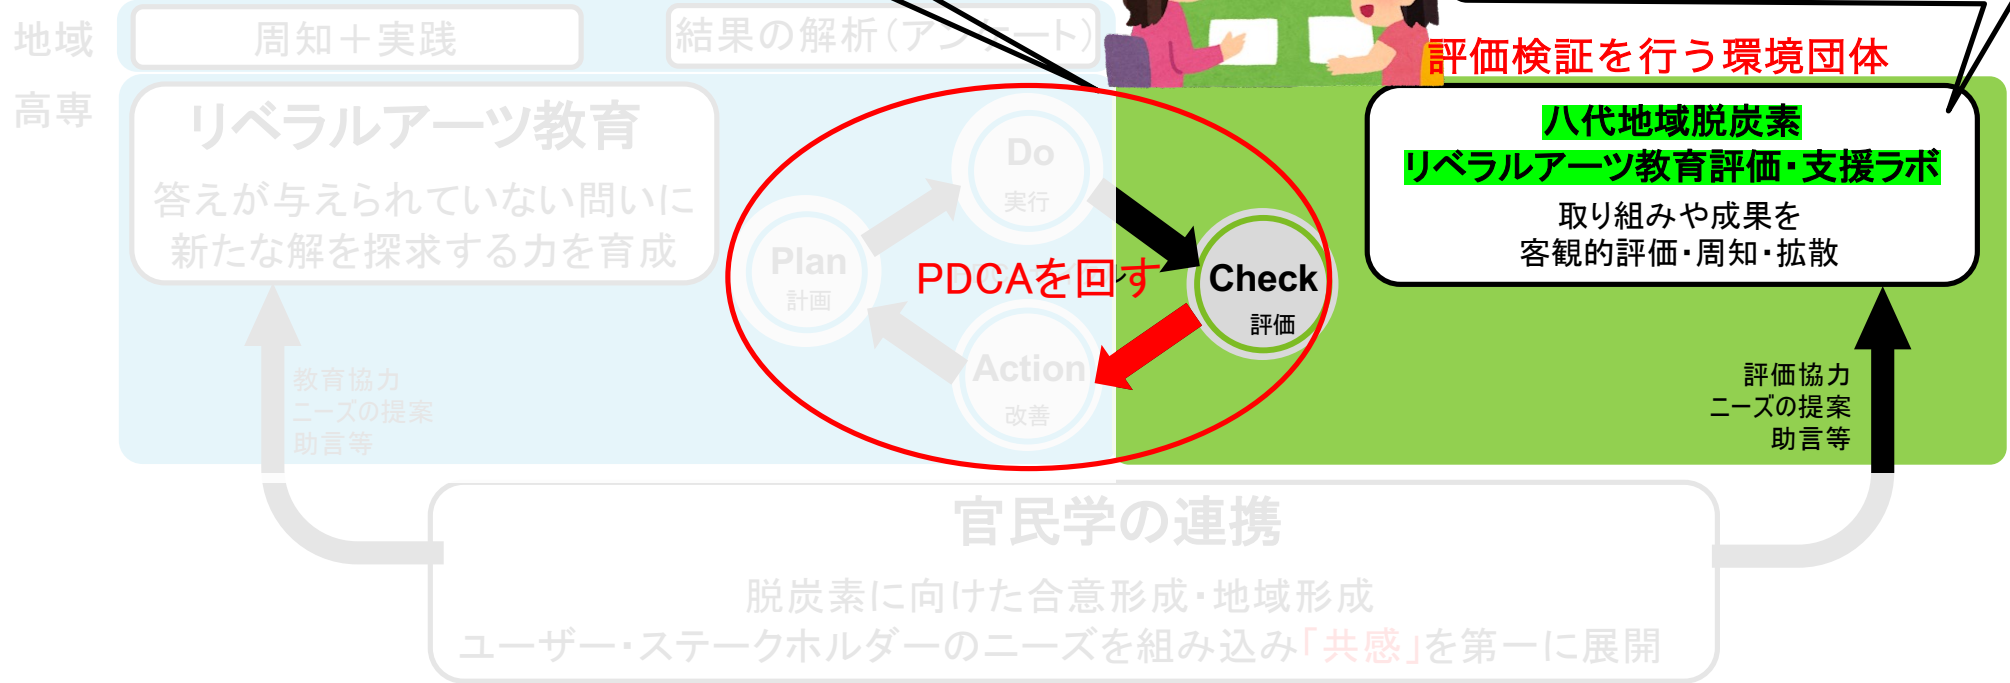 地域
周知＋実践
結果の解析（アンケート）
評価検証を行う環境団体
高専
リベラルアーツ教育
答えが与えられていない問いに
新たな解を探求する力を育成
Do
実行
Plan
計画
PDCAを回す
Check
評価
Action
改善
八代地域脱炭素
リベラルアーツ教育評価・支援ラボ
取り組みや成果を
客観的評価・周知・拡散
教育協力
ニーズの提案
助言等
評価協力
ニーズの提案
助言等
官民学の連携
脱炭素に向けた合意形成・地域形成
ユーザー・ステークホルダーのニーズを組み込み「共感」を第一に展開